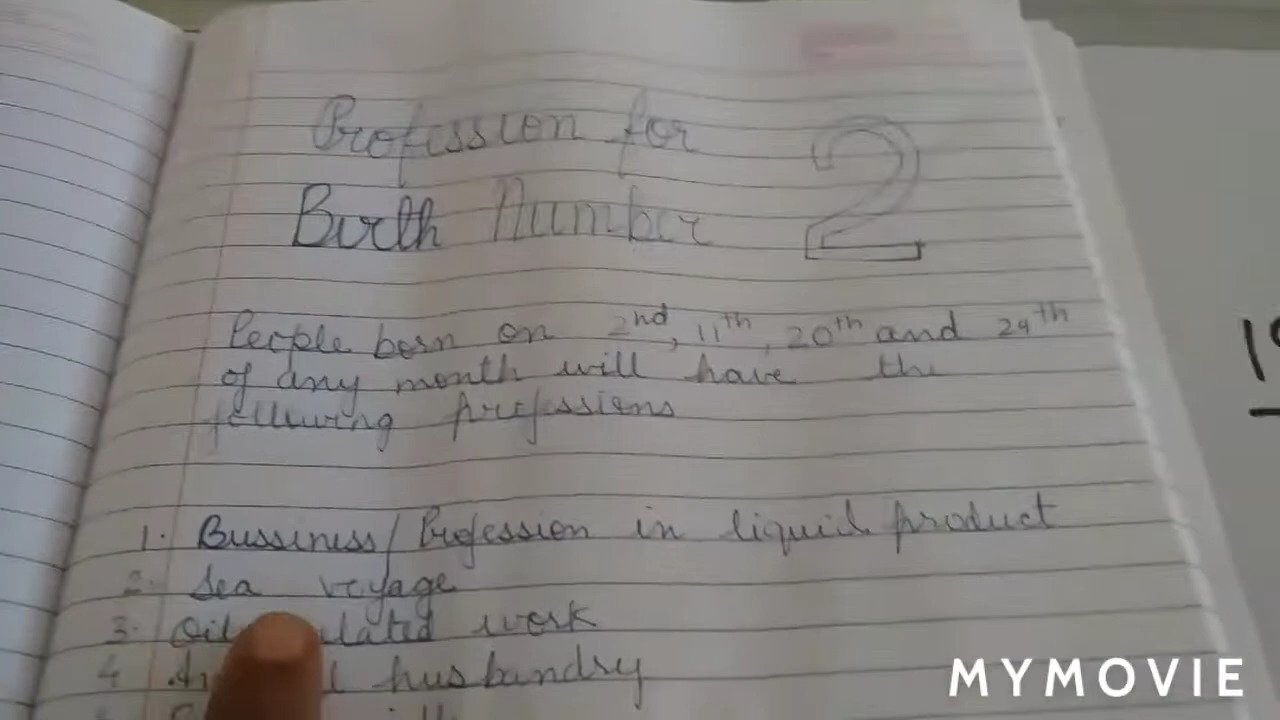 Profession for
Birth Number 2
People born on 2nd, 11th, 20th and 29th
of any month will have the
following professions
1. Bussiness/Profession in liquid product
2. Sea voyage
3. Oil work
4 husbandry
MYMOVIE